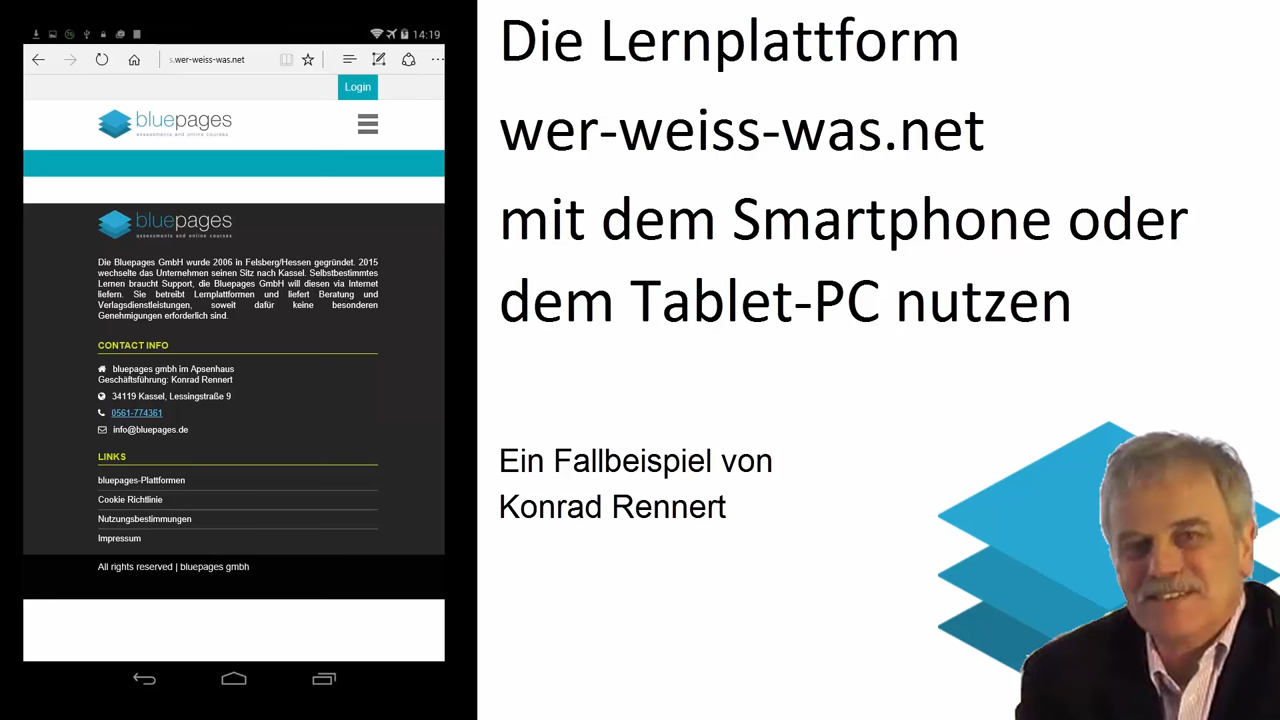 14:19
s.wer-weiss-was.net
Login
bluepages
assessments and online courses
bluepages
assessments and online courses
Die Bluepages GmbH wurde 2006 in Felsberg/Hessen gegründet. 2015
wechselte das Unternehmen seinen Sitz nach Kassel. Selbstbestimmtes
Lernen braucht Support, die Bluepages GmbH will diesen via Internet
liefern. Sie betreibt Lernplattformen und liefert Beratung und
Verlagsdienstleistungen, soweit dafür keine besonderen
Genehmigungen erforderlich sind.
CONTACT INFO
bluepages gmbh im Apsenhaus
Geschäftsführung: Konrad Rennert
34119 Kassel, Lessingstraße 9
0561-774361
info@bluepages.de
LINKS
bluepages-Plattformen
Cookie Richtlinie
Nutzungsbestimmungen
Impressum
All rights reserved | bluepages gmbh
Die Lernplattform
wer-weiss-was.net
mit dem Smartphone oder
dem Tablet-PC nutzen
Ein Fallbeispiel von
Konrad Rennert